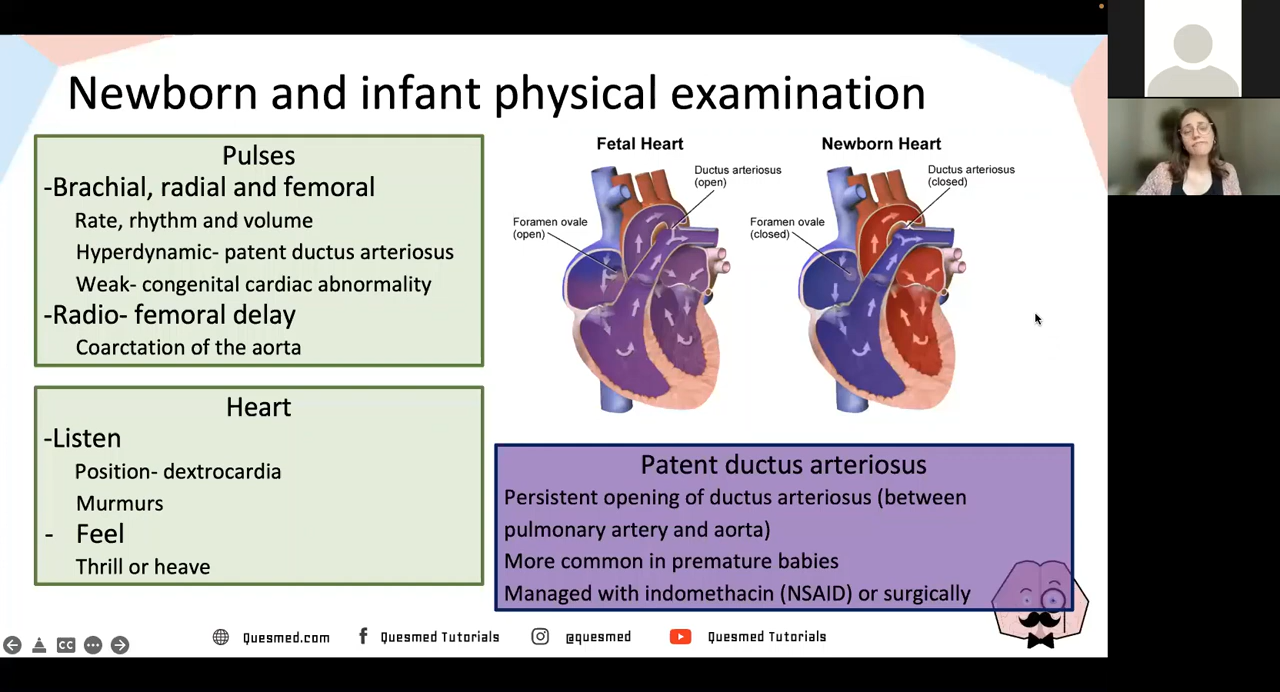 Newborn and infant physical examination
Pulses
-Brachial, radial and femoral
Rate, rhythm and volume
Hyperdynamic- patent ductus arteriosus
Weak- congenital cardiac abnormality
-Radio- femoral delay
Coarctation of the aorta
Heart
-Listen
Position- dextrocardia
Murmurs
- Feel
Thrill or heave
Fetal Heart
Ductus arteriosus
(open)
Foramen ovale
(open)
Newborn Heart
Ductus arteriosus
(closed)
Foramen ovale
(closed)
Patent ductus arteriosus
Persistent opening of ductus arteriosus (between
pulmonary artery and aorta)
More common in premature babies
Managed with indomethacin (NSAID) or surgically
CC
Quesmed.com
Quesmed Tutorials
@quesmed
Quesmed Tutorials